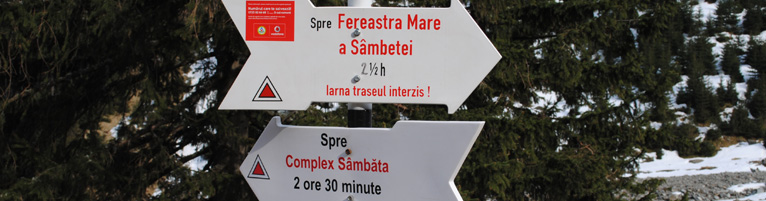 Spre Fereastra Mare
a Sâmbetei
2½h
Iarna traseul interzis !
Spre
Complex Sâmbăta
2 ore 30 minute